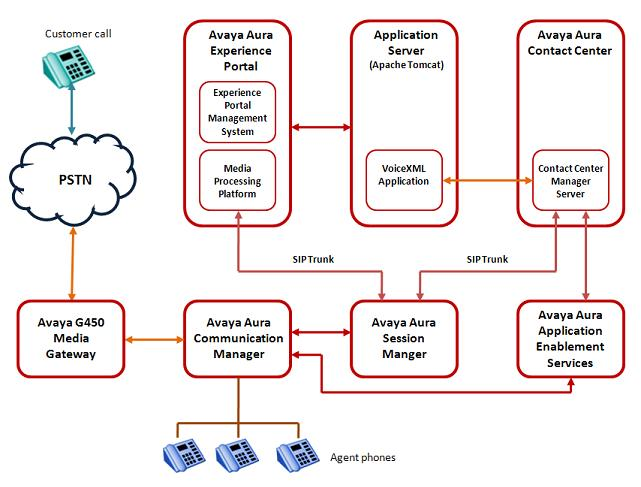 Customer call
Avaya Aura
Experience
Portal
Application
Server
(Apache Tomcat)
Avaya Aura
Contact Center
Experience
Portal
Management
System
Media
Processing
Platform
VoiceXML
Application
Contact Center
Manager
Server
PSTN
SIP Trunk
SIP Trunk
Avaya G450
Media
Gateway
Avaya Aura
Communication
Manager
Avaya Aura
Session
Manger
Avaya Aura
Application
Enablement
Services
Agent phones